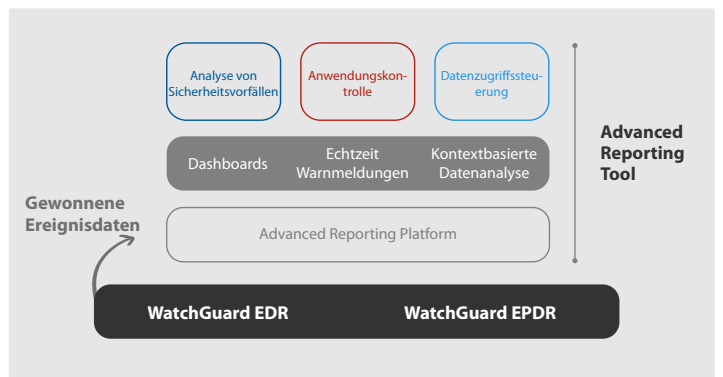 Analyse von
Sicherheitsvorfällen
Anwendungskon-
trolle
Datenzugriffssteu-
erung
Dashboards
Echtzeit
Warnmeldungen
Kontextbasierte
Datenanalyse
Advanced
Reporting
Tool
Gewonnene
Ereignisdaten
Advanced Reporting Platform
WatchGuard EDR
WatchGuard EPDR